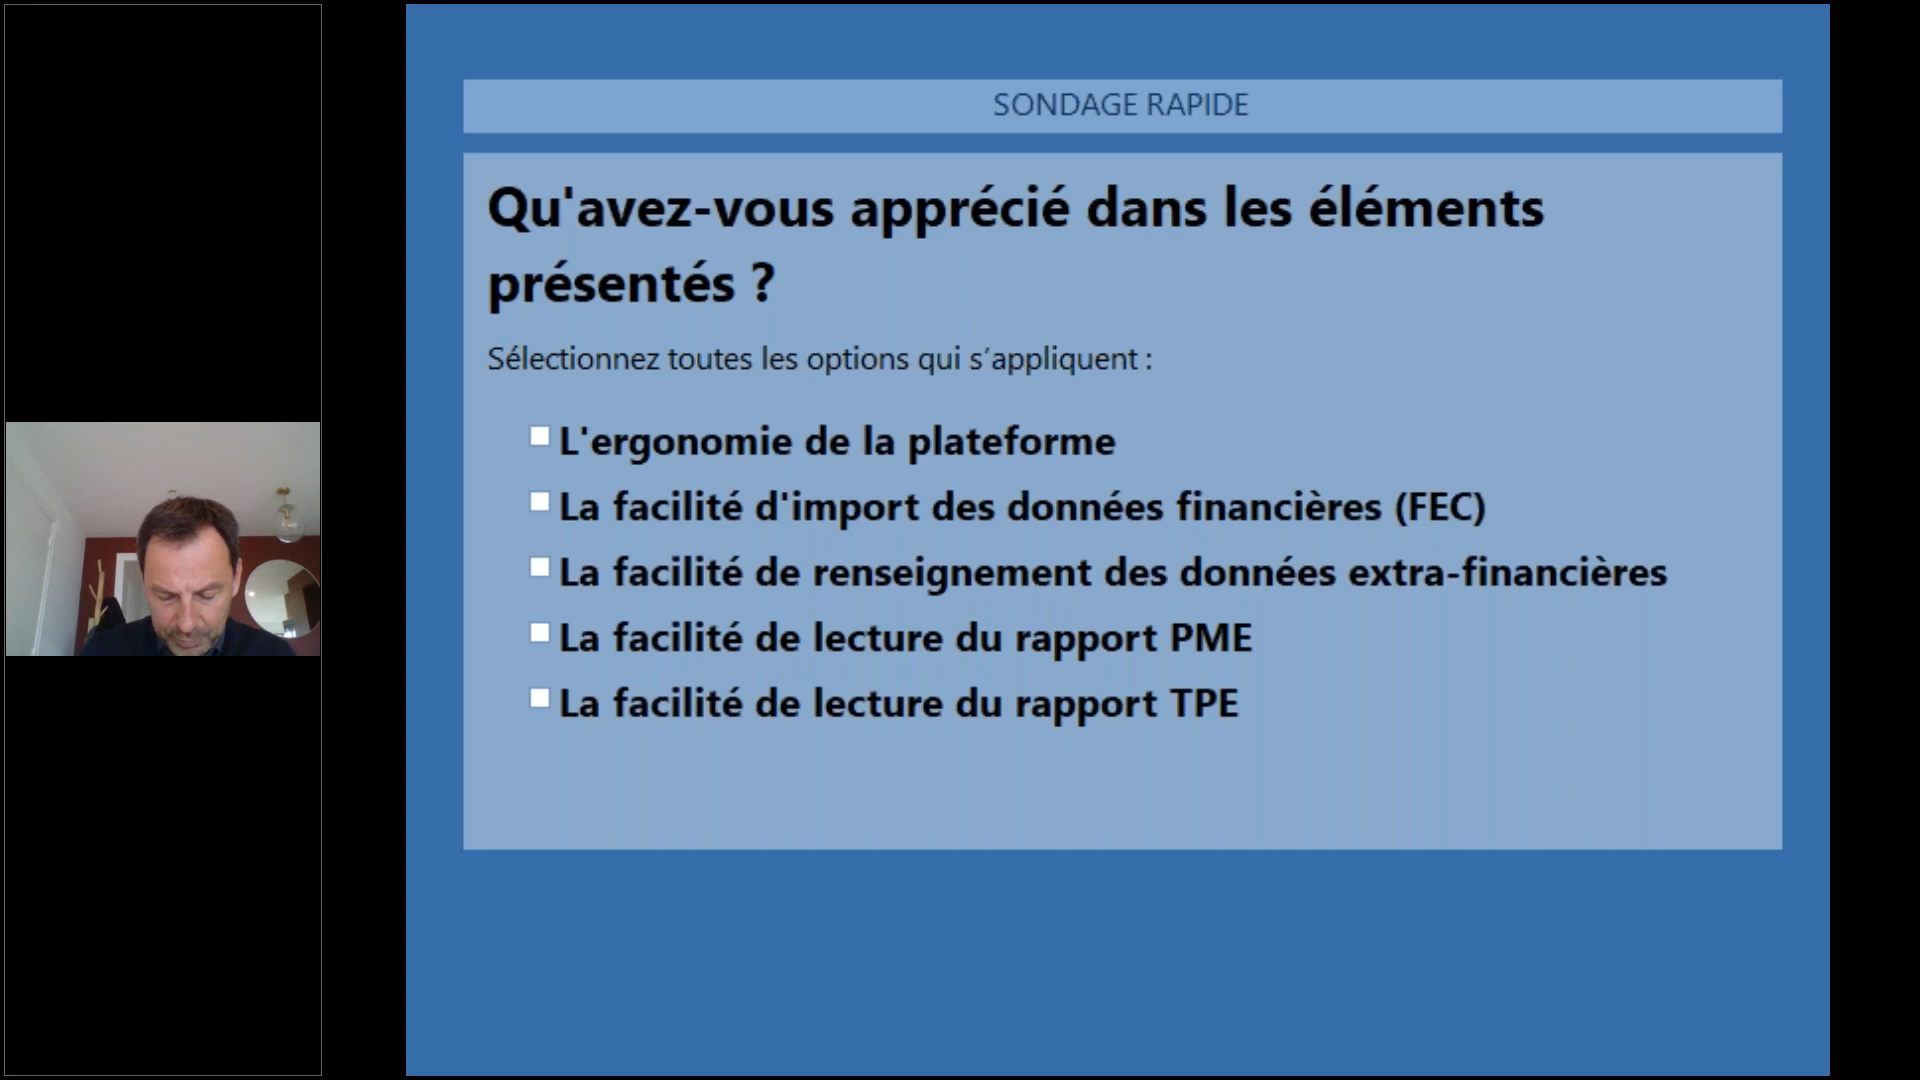 SONDAGE RAPIDE
Qu'avez-vous apprécié dans les éléments
présentés ?
Sélectionnez toutes les options qui s’appliquent :
L'ergonomie de la plateforme
La facilité d'import des données financières (FEC)
La facilité de renseignement des données extra-financières
La facilité de lecture du rapport PME
La facilité de lecture du rapport TPE